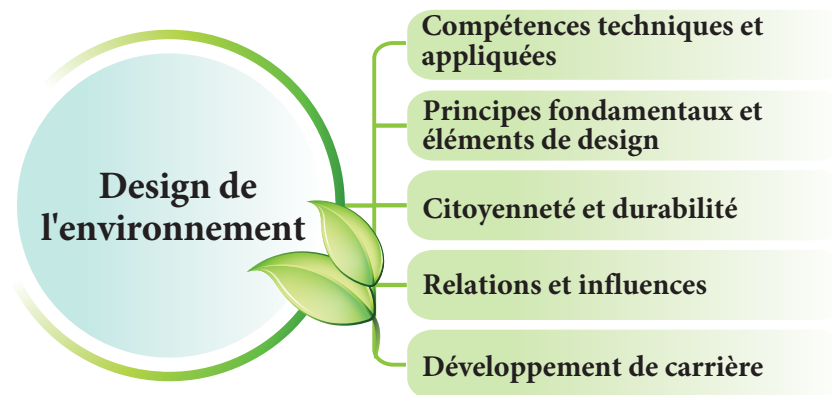 Design de
l'environnement
Compétences techniques et
appliquées
Principes fondamentaux et
éléments de design
Citoyenneté et durabilité
Relations et influences
Développement de carrière